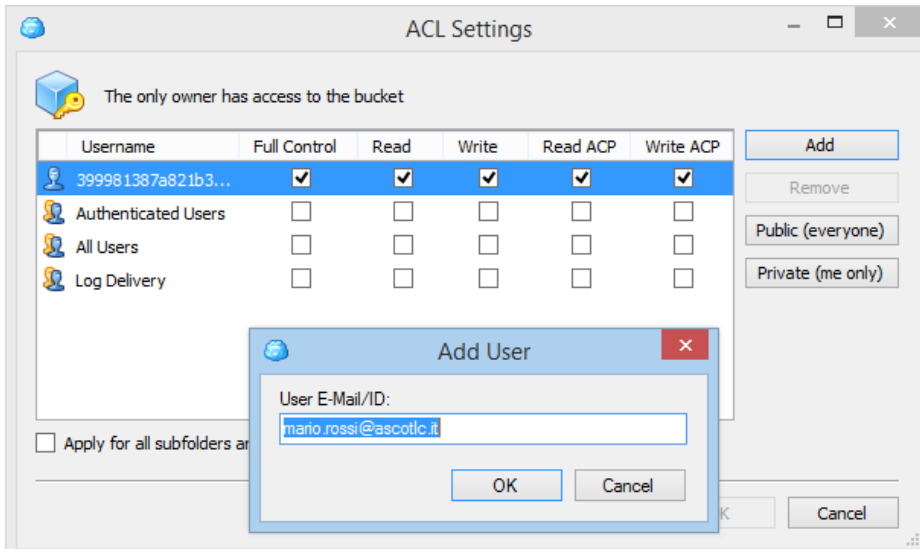 ACL Settings
The only owner has access to the bucket
Username Full Control Read Write Read ACP Write ACP
399981387a821b3...
Authenticated Users
All Users
Log Delivery
Add
Remove
Public (everyone)
Private (me only)
Add User
User E-Mail/ID:
mario.rossi@ascotlc.it
OK Cancel
Apply for all subfolders
Cancel